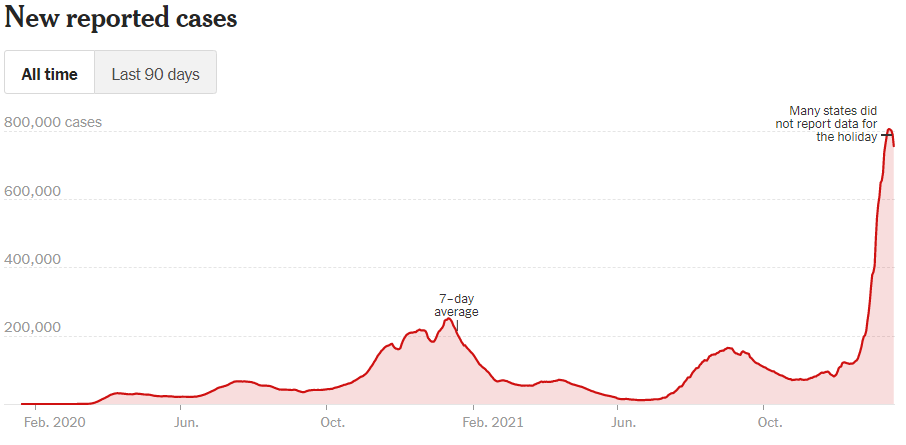 New reported cases
All time
Last 90 days
Many states did
not report data for
the holiday
800,000 cases
600,000
400,000
7–day
average
200,000
Feb. 2020
Jun.
Oct.
Feb. 2021
Jun.
Oct.